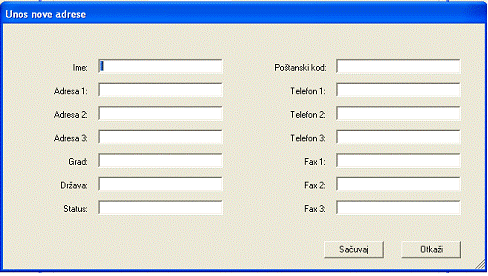 Unos nove adrese
Ime:
Adresa 1:
Adresa 2:
Adresa 3:
Grad:
Država:
Status:
Poštanski kod:
Telefon 1:
Telefon 2:
Telefon 3:
Fax 1:
Fax 2:
Fax 3:
Sačuvaj
Otkaži